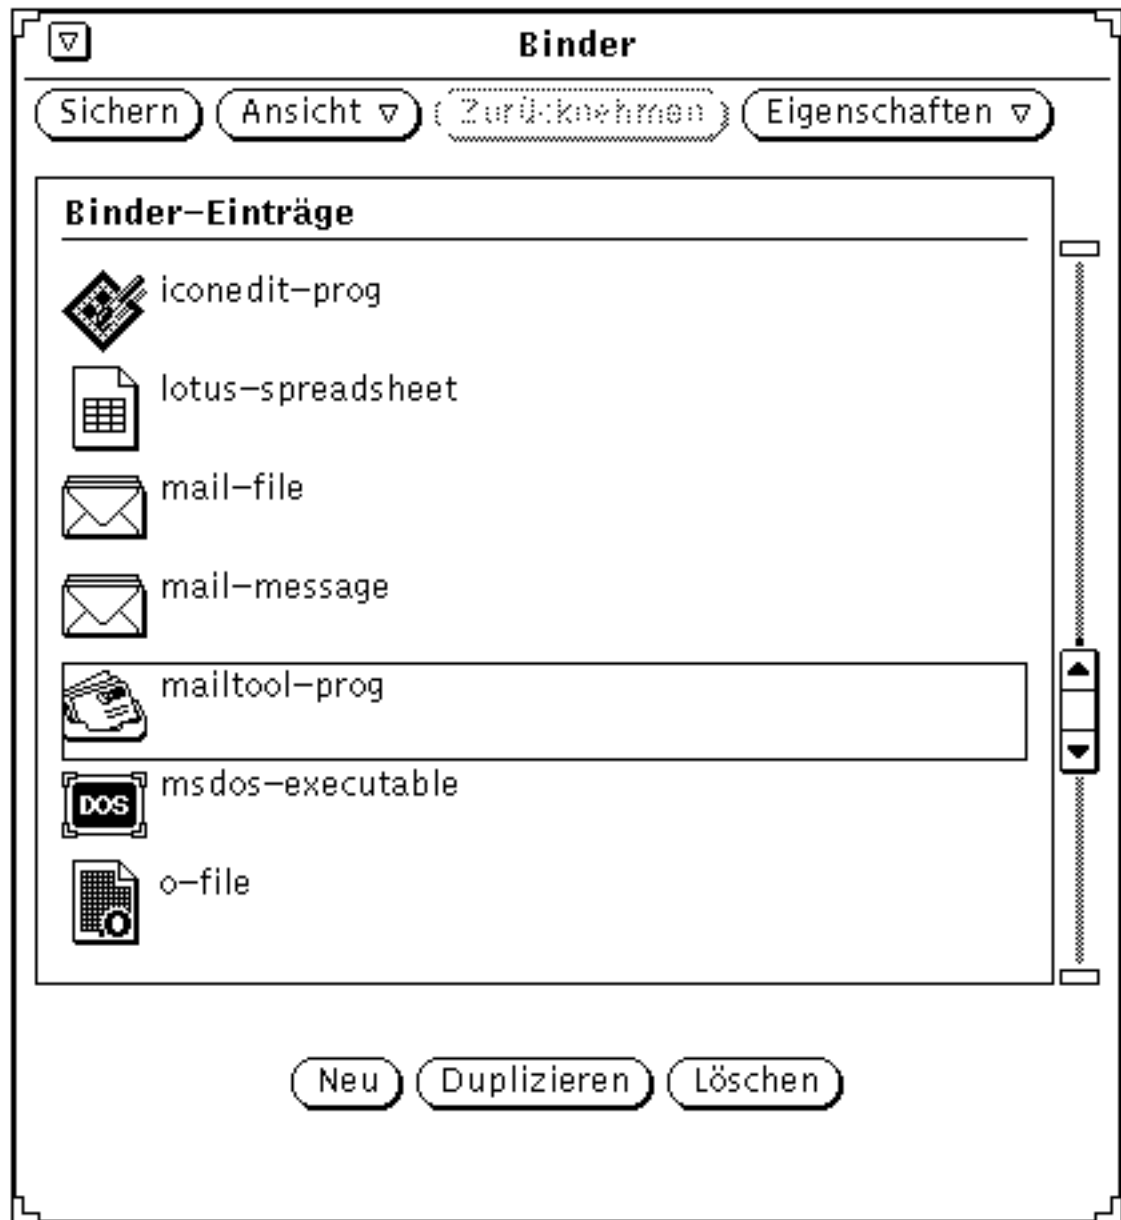 Binder
Sichern Ansicht Zurücknehmen Eigenschaften
Binder-Einträge
iconedit-prog
lotus-spreadsheet
mail-file
mail-message
mailtool-prog
msdos-executable
DOS
o-file
O
Neu Duplizieren Löschen